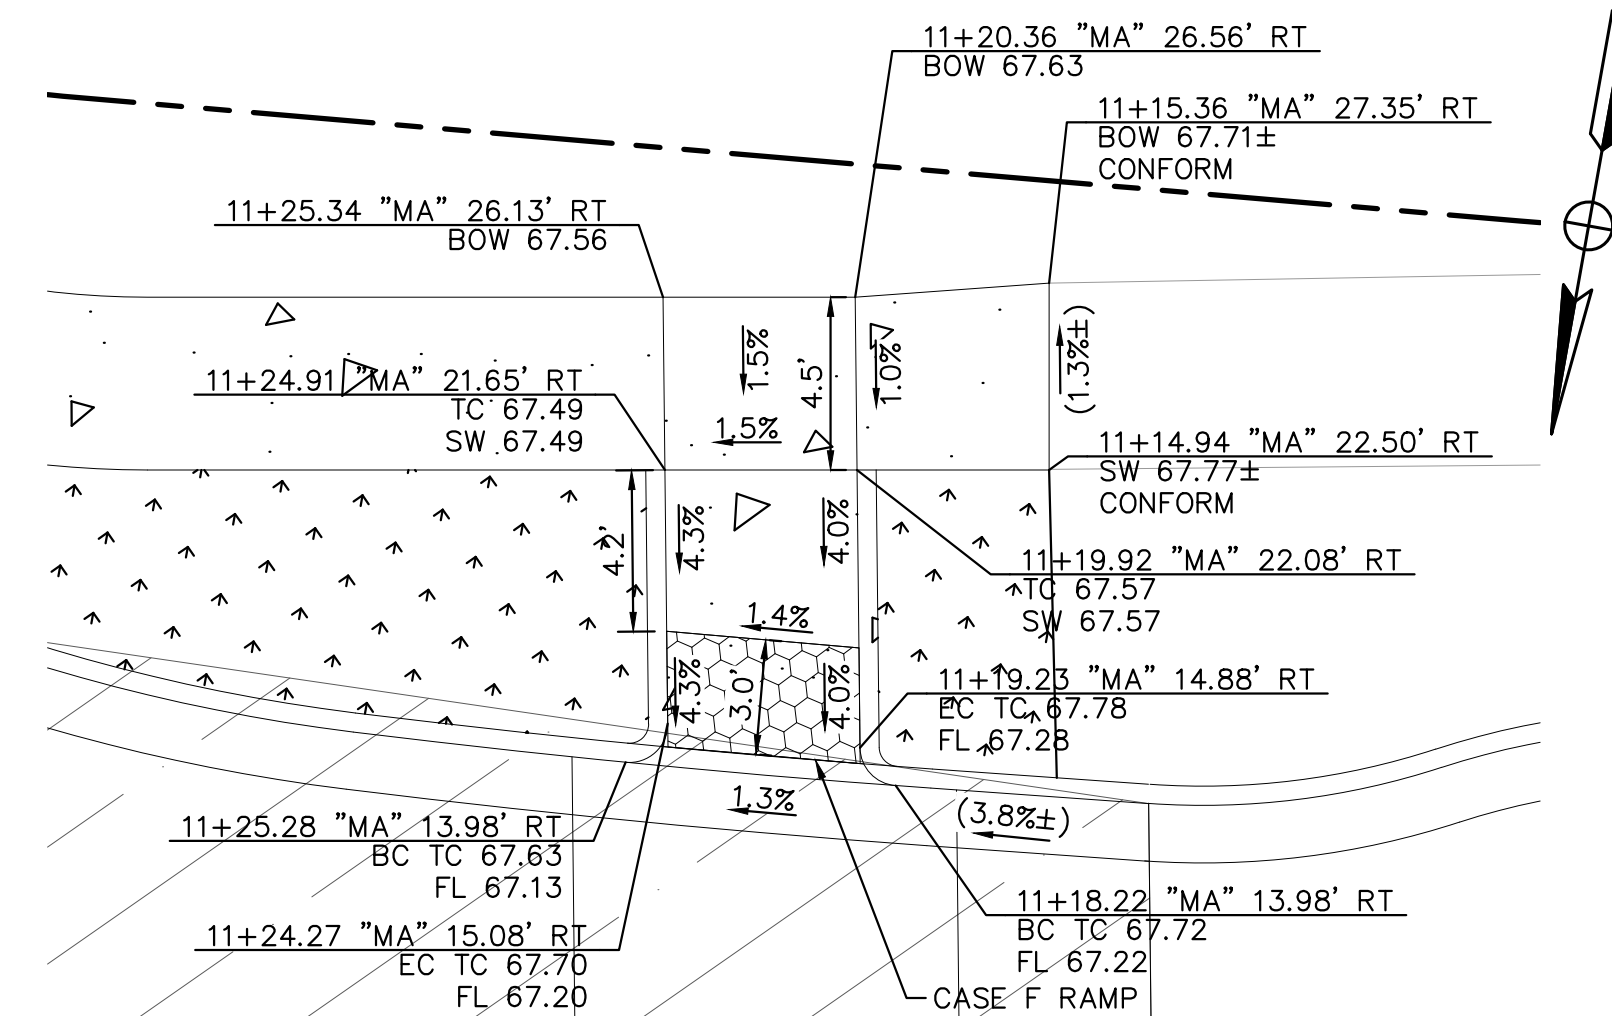 11+20.36 "MA" 26.56' RT
BOW 67.63
11+15.36 "MA" 27.35' RT
BOW 67.71±
CONFORM
11+25.34 "MA" 26.13' RT
BOW 67.56
1.5%
4.5'
1.0%
(1.3%±)
11+24.91 "MA" 21.65' RT
TC 67.49
SW 67.49
1.5%
11+14.94 "MA" 22.50' RT
SW 67.77±
CONFORM
4.2'
4.3%
4.0%
11+19.92 "MA" 22.08' RT
TC 67.57
SW 67.57
1.4%
4.3%
3.0'
4.0%
11+19.23 "MA" 14.88' RT
EC TC 67.78
FL 67.28
1.3%
(3.8%±)
11+25.28 "MA" 13.98' RT
BC TC 67.63
FL 67.13
11+18.22 "MA" 13.98' RT
BC TC 67.72
FL 67.22
11+24.27 "MA" 15.08' RT
EC TC 67.70
FL 67.20
CASE F RAMP